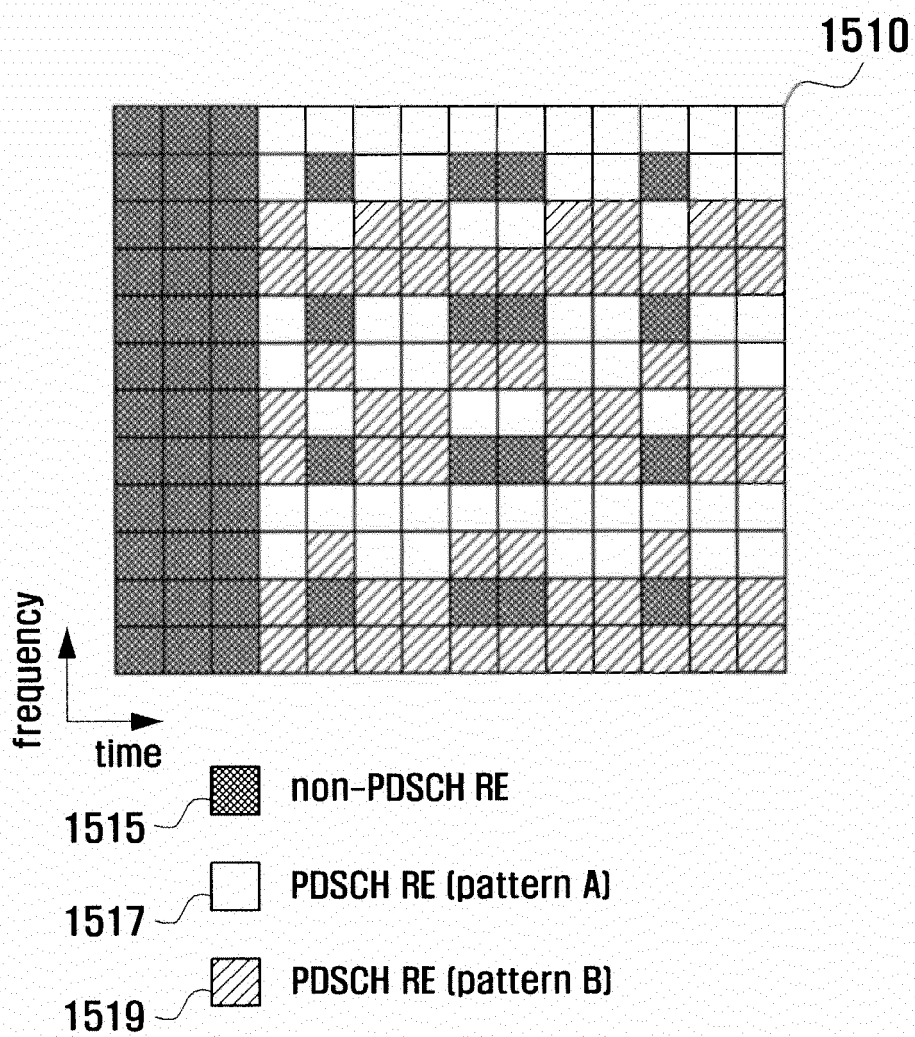 1510
frequency
time
1515 non-PDSCH RE
1517 PDSCH RE (pattern A)
1519 PDSCH RE (pattern B)